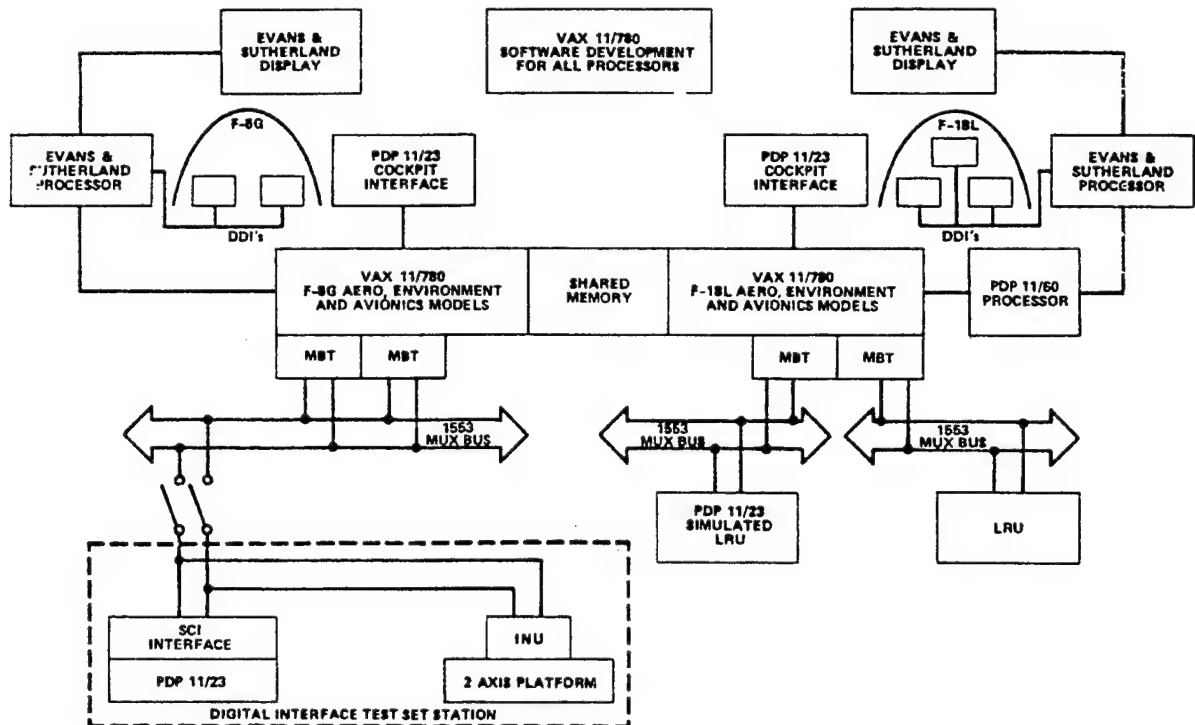 EVANS &
SUTHERLAND
DISPLAY
VAX 11/780
SOFTWARE DEVELOPMENT
FOR ALL PROCESSORS
EVANS &
SUTHERLAND
DISPLAY
EVANS &
SUTHERLAND
PROCESSOR
F-5G
DDI's
PDP 11/23
COCKPIT
INTERFACE
PDP 11/23
COCKPIT
INTERFACE
F-18L
DDI's
EVANS &
SUTHERLAND
PROCESSOR
VAX 11/780
F-5G AERO, ENVIRONMENT
AND AVIONICS MODELS
SHARED
MEMORY
VAX 11/780
F-18L AERO, ENVIRONMENT
AND AVIONICS MODELS
PDP 11/60
PROCESSOR
MBT
MBT
MBT
MBT
1553
MUX BUS
1553
MUX BUS
1553
MUX BUS
PDP 11/23
SIMULATED
LRU
LRU
SCI
INTERFACE
PDP 11/23
INU
2 AXIS PLATFORM
DIGITAL INTERFACE TEST SET STATION